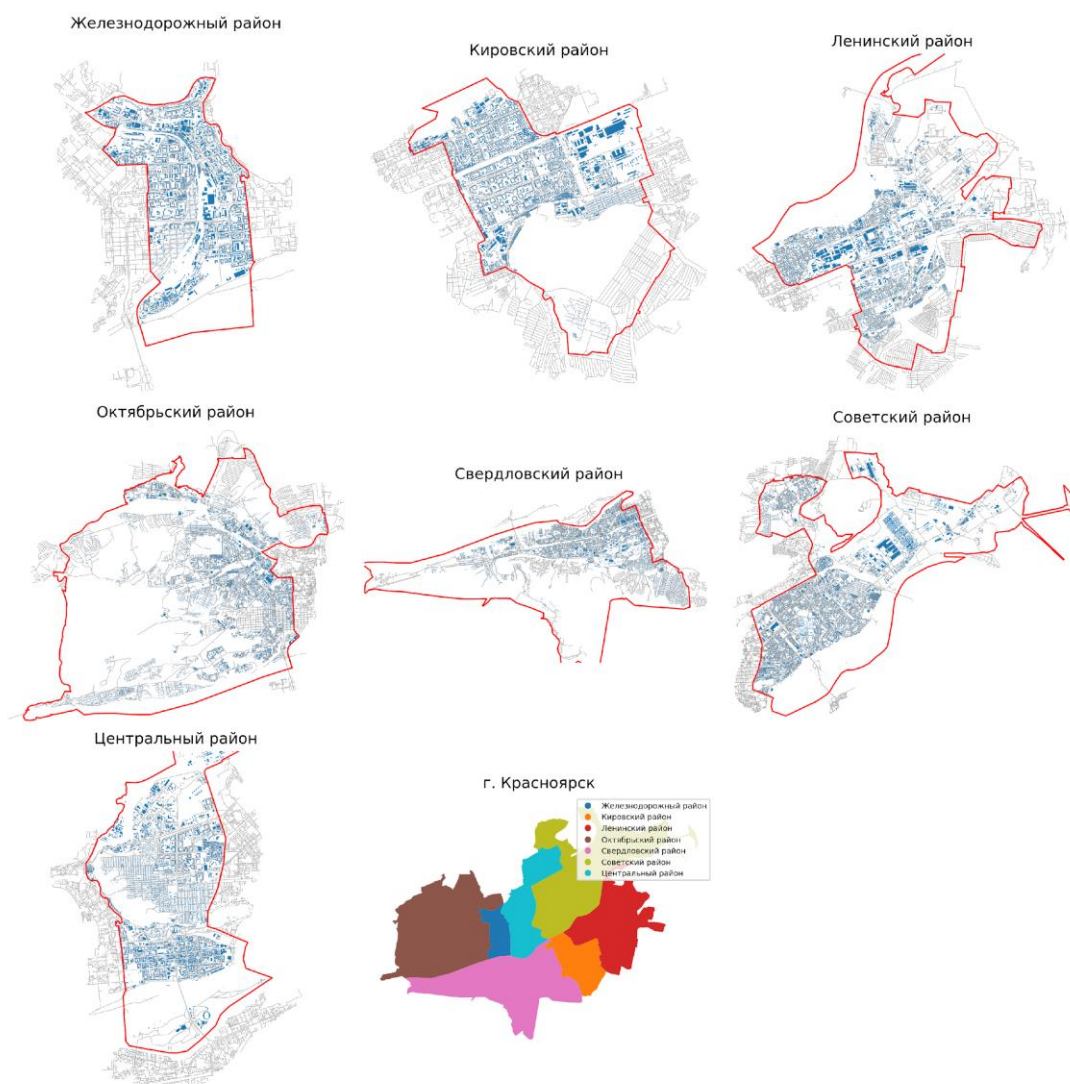 Железнодорожный район
Кировский район
Ленинский район
Октябрьский район
Свердловский район
Советский район
Центральный район
г. Красноярск
Железнодорожный район
Кировский район
Ленинский район
Октябрьский район
Свердловский район
Советский район
Центральный район